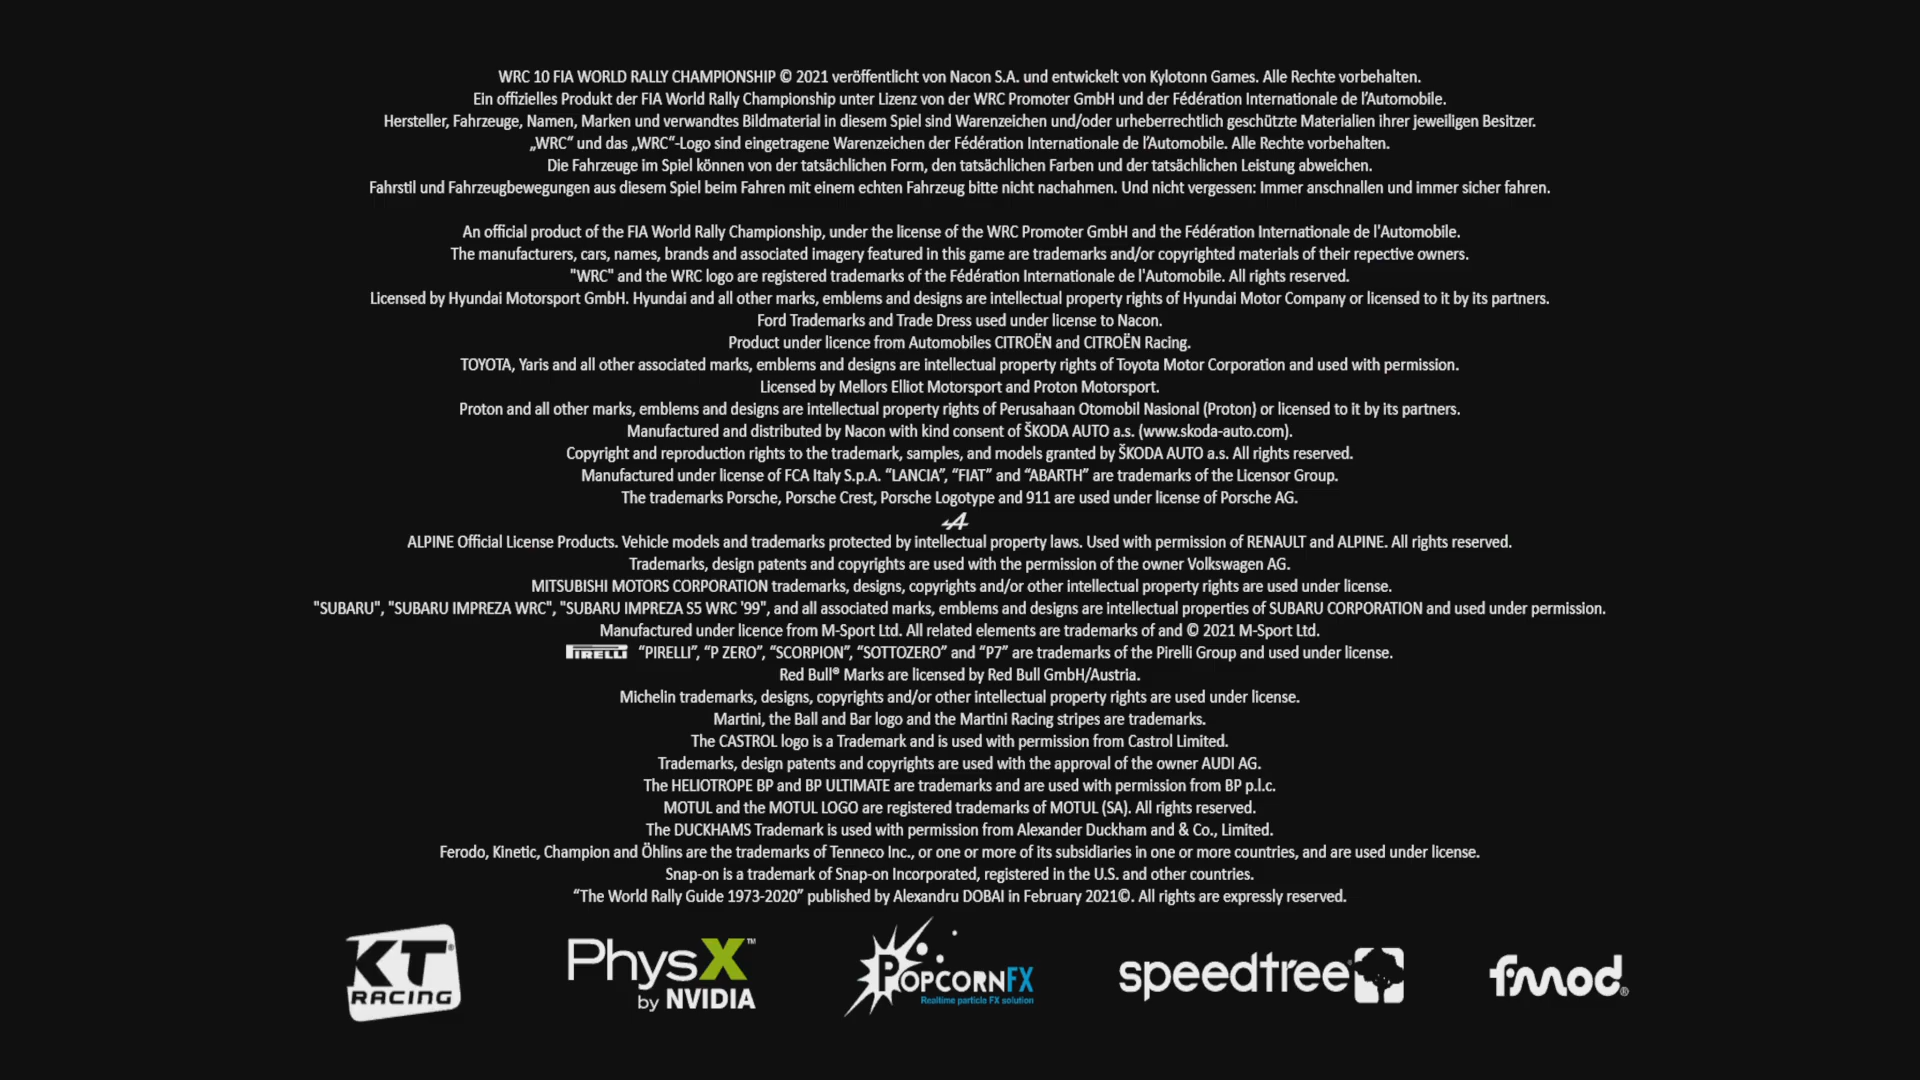 WRC 10 FIA WORLD RALLY CHAMPIONSHIP © 2021 veröffentlicht von Nacon S.A. und entwickelt von Kylotonn Games. Alle Rechte vorbehalten.
Ein offizielles Produkt der FIA World Rally Championship unter Lizenz von der WRC Promoter GmbH und der Fédération Internationale de l’Automobile.
Hersteller, Fahrzeuge, Namen, Marken und verwandtes Bildmaterial in diesem Spiel sind Warenzeichen und/oder urheberrechtlich geschützte Materialien ihrer jeweiligen Besitzer.
„WRC“ und das „WRC“-Logo sind eingetragene Warenzeichen der Fédération Internationale de l’Automobile. Alle Rechte vorbehalten.
Die Fahrzeuge im Spiel können von der tatsächlichen Form, den tatsächlichen Farben und der tatsächlichen Leistung abweichen.
Fahrstil und Fahrzeugbewegungen aus diesem Spiel beim Fahren mit einem echten Fahrzeug bitte nicht nachahmen. Und nicht vergessen: Immer anschnallen und immer sicher fahren.
An official product of the FIA World Rally Championship, under the license of the WRC Promoter GmbH and the Fédération Internationale de l'Automobile.
The manufacturers, cars, names, brands and associated imagery featured in this game are trademarks and/or copyrighted materials of their repective owners.
"WRC" and the WRC logo are registered trademarks of the Fédération Internationale de l'Automobile. All rights reserved.
Licensed by Hyundai Motorsport GmbH. Hyundai and all other marks, emblems and designs are intellectual property rights of Hyundai Motor Company or licensed to it by its partners.
Ford Trademarks and Trade Dress used under license to Nacon.
Product under licence from Automobiles CITROËN and CITROËN Racing.
TOYOTA, Yaris and all other associated marks, emblems and designs are intellectual property rights of Toyota Motor Corporation and used with permission.
Licensed by Mellors Elliot Motorsport and Proton Motorsport.
Proton and all other marks, emblems and designs are intellectual property rights of Perusahaan Otomobil Nasional (Proton) or licensed to it by its partners.
Manufactured and distributed by Nacon with kind consent of ŠKODA AUTO a.s. (www.skoda-auto.com).
Copyright and reproduction rights to the trademark, samples, and models granted by ŠKODA AUTO a.s. All rights reserved.
Manufactured under license of FCA Italy S.p.A. “LANCIA”, “FIAT” and “ABARTH” are trademarks of the Licensor Group.
The trademarks Porsche, Porsche Crest, Porsche Logotype and 911 are used under license of Porsche AG.
ALPINE Official License Products. Vehicle models and trademarks protected by intellectual property laws. Used with permission of RENAULT and ALPINE. All rights reserved.
Trademarks, design patents and copyrights are used with the permission of the owner Volkswagen AG.
MITSUBISHI MOTORS CORPORATION trademarks, designs, copyrights and/or other intellectual property rights are used under license.
"SUBARU", "SUBARU IMPREZA WRC", "SUBARU IMPREZA S5 WRC '99", and all associated marks, emblems and designs are intellectual properties of SUBARU CORPORATION and used under permission.
Manufactured under licence from M-Sport Ltd. All related elements are trademarks of and © 2021 M-Sport Ltd.
PIRELLI “PIRELLI”, “P ZERO”, “SCORPION”, “SOTTOZERO” and “P7” are trademarks of the Pirelli Group and used under license.
Red Bull® Marks are licensed by Red Bull GmbH/Austria.
Michelin trademarks, designs, copyrights and/or other intellectual property rights are used under license.
Martini, the Ball and Bar logo and the Martini Racing stripes are trademarks.
The CASTROL logo is a Trademark and is used with permission from Castrol Limited.
Trademarks, design patents and copyrights are used with the approval of the owner AUDI AG.
The HELIOTROPE BP and BP ULTIMATE are trademarks and are used with permission from BP p.l.c.
MOTUL and the MOTUL LOGO are registered trademarks of MOTUL (SA). All rights reserved.
The DUCKHAMS Trademark is used with permission from Alexander Duckham and & Co., Limited.
Ferodo, Kinetic, Champion and Öhlins are the trademarks of Tenneco Inc., or one or more of its subsidiaries in one or more countries, and are used under license.
Snap-on is a trademark of Snap-on Incorporated, registered in the U.S. and other countries.
“The World Rally Guide 1973-2020” published by Alexandru DOBAI in February 2021©. All rights are expressly reserved.
KT® RACING
PhysX™ by NVIDIA
POPCORNFX Realtime particle FX solution
speedtree®
fmod®